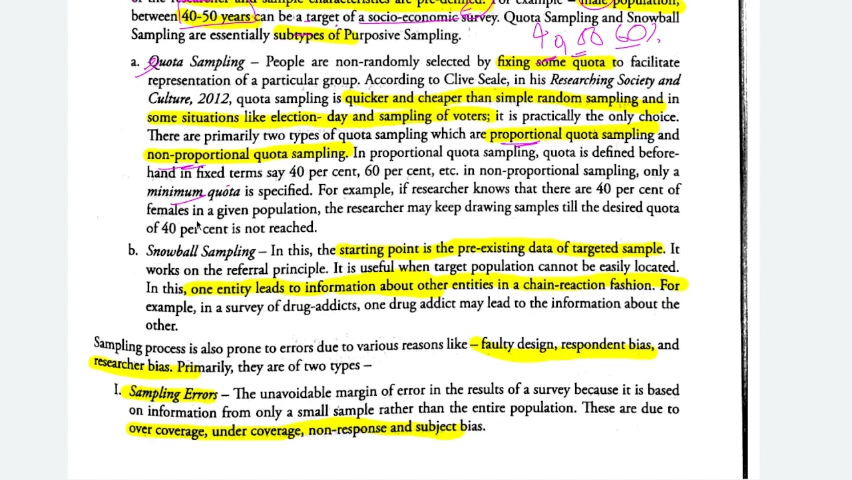 of the researcher and sample characteristics are pre-defined. For example – male population,
between 40-50 years can be a target of a socio-economic survey. Quota Sampling and Snowball
Sampling are essentially subtypes of Purposive Sampling.
60%
a. Quota Sampling – People are non-randomly selected by fixing some quota to facilitate
representation of a particular group. According to Clive Seale, in his Researching Society and
Culture, 2012, quota sampling is quicker and cheaper than simple random sampling and in
some situations like election- day and sampling of voters; it is practically the only choice.
There are primarily two types of quota sampling which are proportional quota sampling and
non-proportional quota sampling. In proportional quota sampling, quota is defined before-
hand in fixed terms say 40 per cent, 60 per cent, etc. in non-proportional sampling, only a
minimum quota is specified. For example, if researcher knows that there are 40 per cent of
females in a given population, the researcher may keep drawing samples till the desired quota
of 40 per cent is not reached.
b. Snowball Sampling – In this, the starting point is the pre-existing data of targeted sample. It
works on the referral principle. It is useful when target population cannot be easily located.
In this, one entity leads to information about other entities in a chain-reaction fashion. For
example, in a survey of drug-addicts, one drug addict may lead to the information about the
other.
Sampling process is also prone to errors due to various reasons like – faulty design, respondent bias, and
researcher bias. Primarily, they are of two types –
I. Sampling Errors – The unavoidable margin of error in the results of a survey because it is based
on information from only a small sample rather than the entire population. These are due to
over coverage, under coverage, non-response and subject bias.